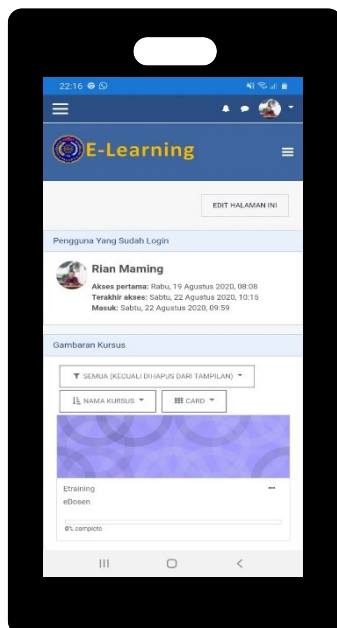 22:16
E-Learning
EDIT HALAMAN INI
Pengguna Yang Sudah Login
Rian Maming
Akses pertama: Rabu, 19 Agustus 2020, 08:08
Terakhir akses: Sabtu, 22 Agustus 2020, 10:15
Masuk: Sabtu, 22 Agustus 2020, 09:59
Gambaran Kursus
SEMUA (KECUALI DIHAPUS DARI TAMPILAN)
NAMA KURSUS CARD
Etraining
eDosen
0% complete